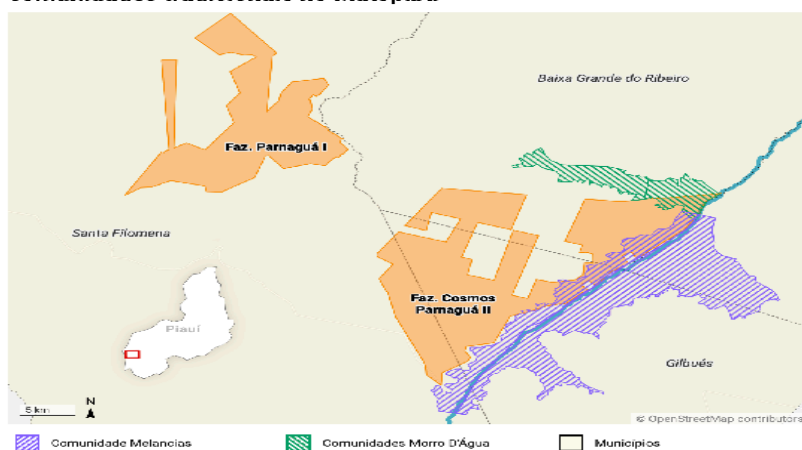 Baixa Grande do Ribeiro
Faz. Parnaguá I
Santa Filomena
Faz. Cosmos
Parnaguá II
Piauí
Gilbués
5 km
N
© OpenStreetMap contributors
Comunidade Melancias
Comunidades Morro D'Água
Municípios